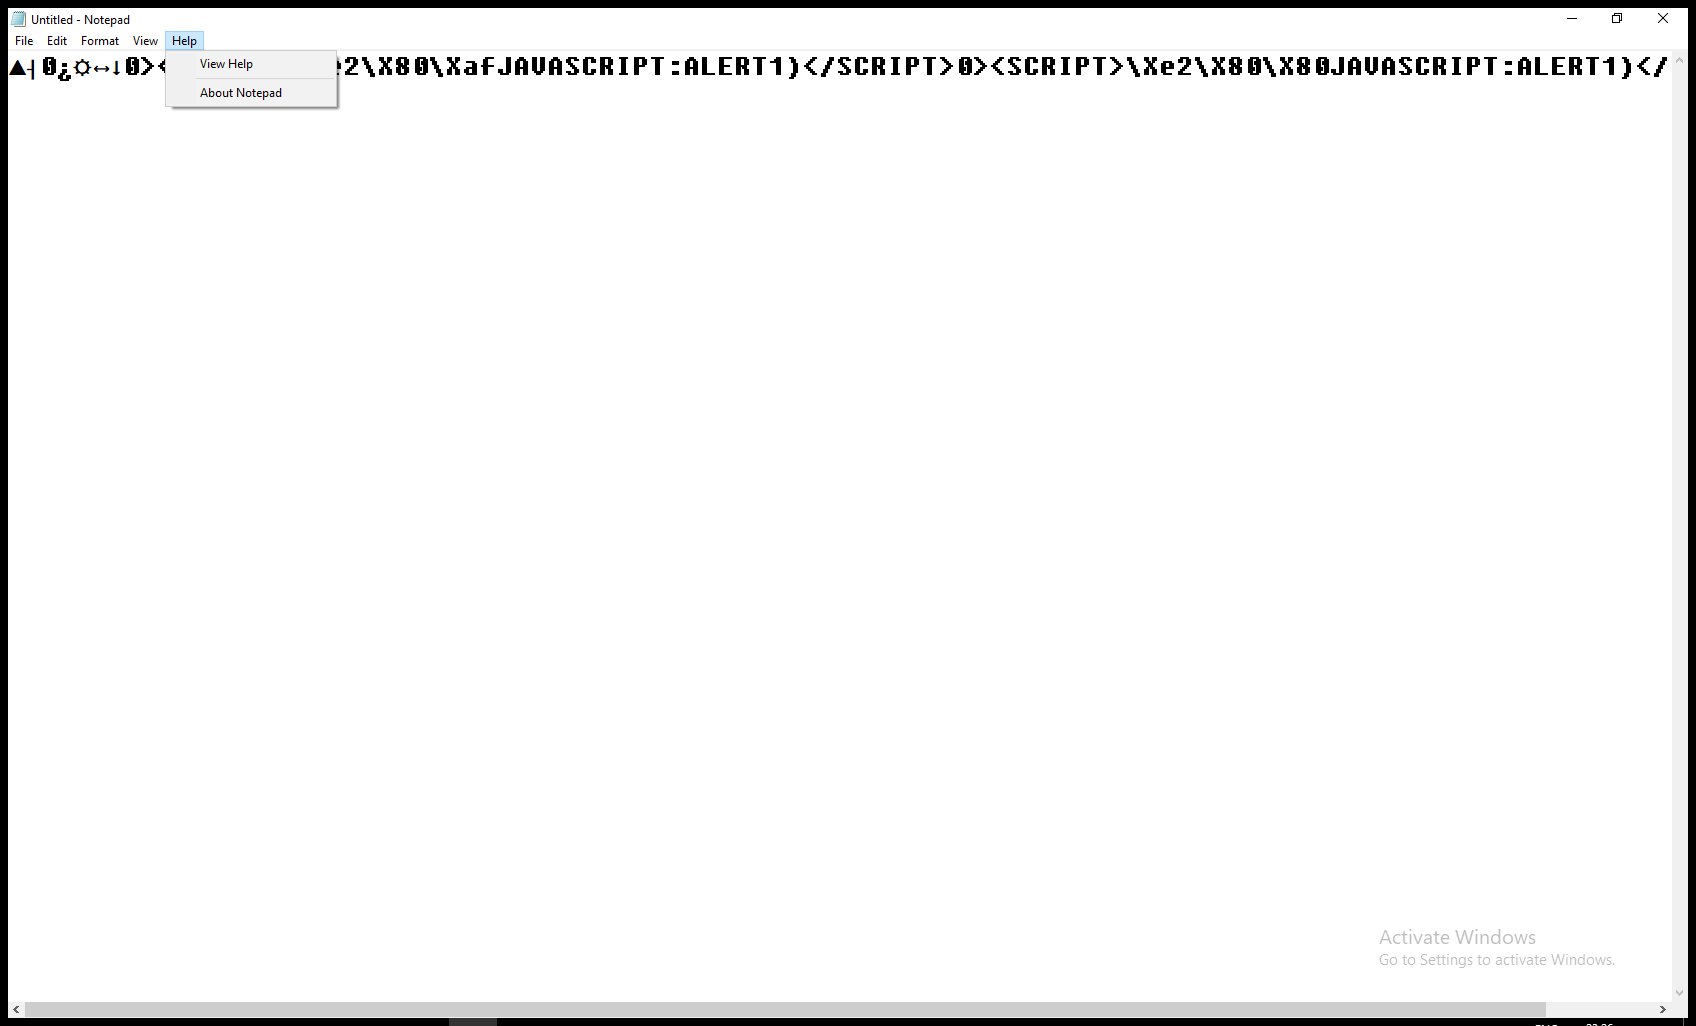 Untitled - Notepad
File Edit Format View Help
▲┤0¿☼↔↓0><
2\X80\XafJAVASCRIPT:ALERT1)</SCRIPT>0><SCRIPT>\Xe2\X80\X80JAVASCRIPT:ALERT1)</
View Help
About Notepad
Activate Windows
Go to Settings to activate Windows.